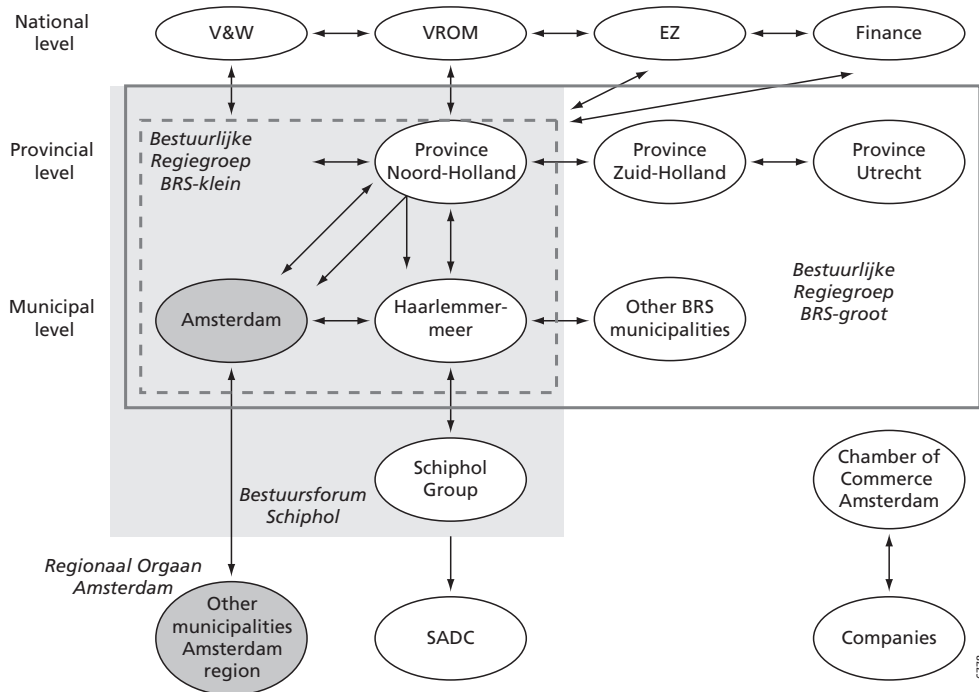 National
level
V&W
VROM
EZ
Finance
Provincial
level
Bestuurlijke
Regiegroep
BRS-klein
Province
Noord-Holland
Province
Zuid-Holland
Province
Utrecht
Municipal
level
Amsterdam
Haarlemmer-
meer
Other BRS
municipalities
Bestuurlijke
Regiegroep
BRS-groot
Schiphol
Group
Chamber of
Commerce
Amsterdam
Bestuursforum
Schiphol
Regionaal Orgaan
Amsterdam
Other
municipalities
Amsterdam
region
SADC
Companies